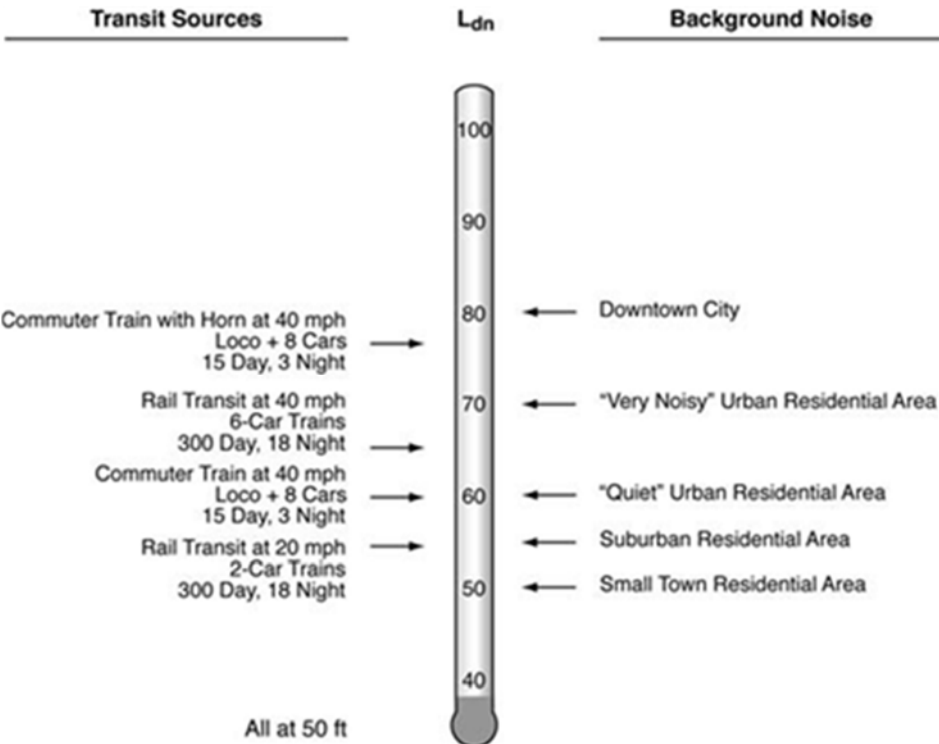 Transit Sources
Ldn
Background Noise
100
90
80
70
60
50
40
Commuter Train with Horn at 40 mph
Loco + 8 Cars
15 Day, 3 Night
Rail Transit at 40 mph
6-Car Trains
300 Day, 18 Night
Commuter Train at 40 mph
Loco + 8 Cars
15 Day, 3 Night
Rail Transit at 20 mph
2-Car Trains
300 Day, 18 Night
All at 50 ft
Downtown City
“Very Noisy” Urban Residential Area
“Quiet” Urban Residential Area
Suburban Residential Area
Small Town Residential Area